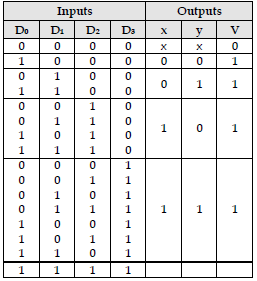 Inputs Outputs
D₀ D₁ D₂ D₃ x y V
0 0 0 0 x x 0
1 0 0 0 0 0 1
0 1 0 0
0 1 1
1 1 0 0
0 0 1 0
0 1 1 0
1 0 1
1 0 1 0
1 1 1 0
0 0 0 1
0 0 1 1
0 1 0 1
0 1 1 1 1 1 1
1 0 0 1
1 0 1 1
1 1 0 1
1 1 1 1